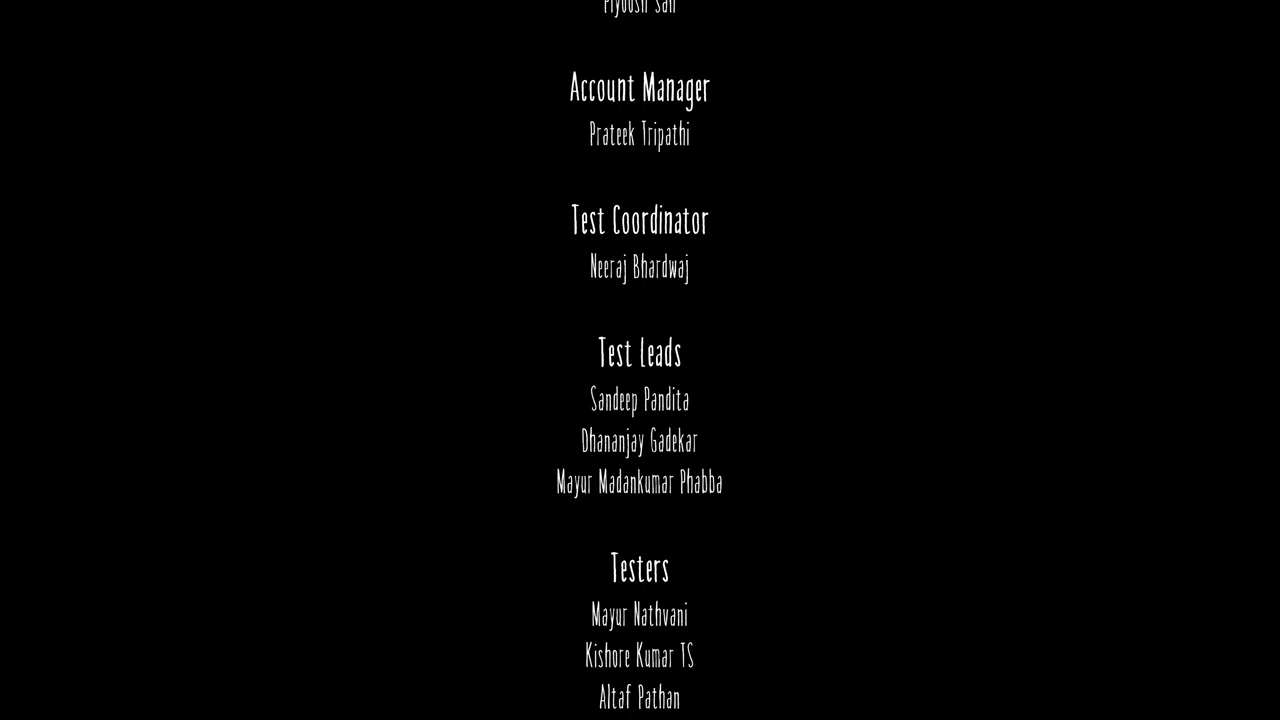 Account Manager
Prateek Tripathi
Test Coordinator
Neeraj Bhardwaj
Test Leads
Sandeep Pandita
Dhananjay Gadekar
Mayur Madankumar Phabba
Testers
Mayur Nathvani
Kishore Kumar TS
Altaf Pathan